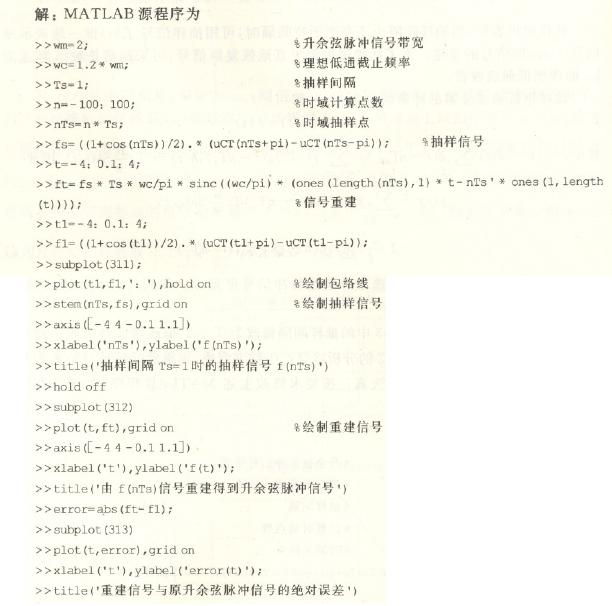 解：MATLAB 源程序为
>>wm=2;                %升余弦脉冲信号带宽
>>wc=1.2* wm;          %理想低通截止频率
>>Ts=1;                %抽样间隔
>>n=-100：100;         %时域计算点数
>>nTs=n* Ts;           %时域抽样点
>>fs=((1+cos(nTs))/2).* (uCT(nTs+pi)-uCT(nTs-pi));    %抽样信号
>>t=-4：0.1：4;
>>ft=fs* Ts* wc/pi* sinc((wc/pi)* (ones(length(nTs),1)* t-nTs'* ones(1,length
(t))));                %信号重建
>>t1=-4：0.1：4;
>>f1=((1+cos(t1))/2).* (uCT(t1+pi)-uCT(t1-pi));
>>subplot(311);
>>plot(t1,f1,'：'),hold on    %绘制包络线
>>stem(nTs,fs),grid on    %绘制抽样信号
>>axis([-4 4 -0.1 1.1])
>>xlabel('nTs'),ylabel('f(nTs)');
>>title('抽样间隔 Ts=1时的抽样信号 f(nTs)')
>>hold off
>>subplot(312)
>>plot(t,ft),grid on    %绘制重建信号
>>axis([-4 4 -0.1 1.1])
>>xlabel('t'),ylabel('f(t)');
>>title('由 f(nTs)信号重建得到升余弦脉冲信号')
>>error=abs(ft-f1);
>>subplot(313)
>>plot(t,error),grid on
>>xlabel('t'),ylabel('error(t)');
>>title('重建信号与原升余弦脉冲信号的绝对误差')